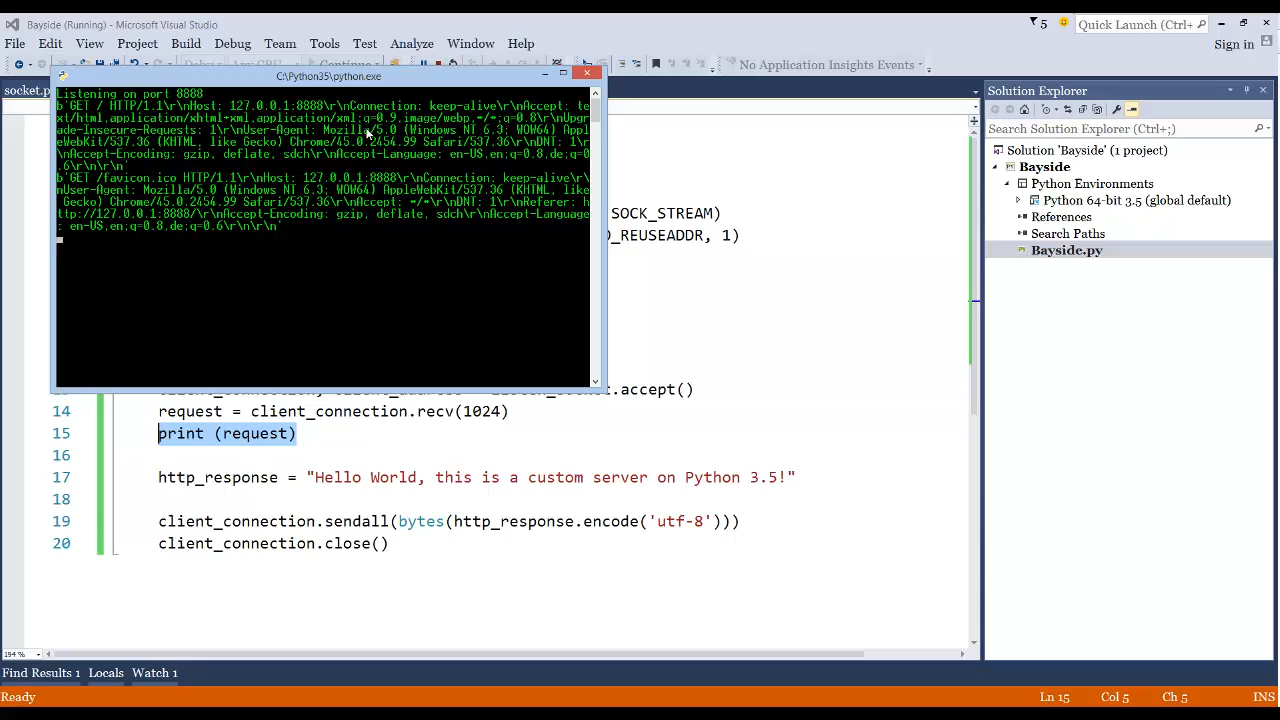 Bayside (Running) - Microsoft Visual Studio
5
Quick Launch (Ctrl+
File Edit View Project Build Debug Team Tools Test Analyze Window Help
Sign in
No Application Insights Events
socket.p
C:\Python35\python.exe
Listening on port 8888
b'GET / HTTP/1.1\r\nHost: 127.0.0.1:8888\r\nConnection: keep-alive\r\nAccept: te
xt/html,application/xhtml+xml,application/xml;q=0.9,image/webp,*/*;q=0.8\r\nUpgr
ade-Insecure-Requests: 1\r\nUser-Agent: Mozilla/5.0 (Windows NT 6.3; WOW64) Appl
eWebKit/537.36 (KHTML, like Gecko) Chrome/45.0.2454.99 Safari/537.36\r\nDNT: 1\r
\nAccept-Encoding: gzip, deflate, sdch\r\nAccept-Language: en-US,en;q=0.8,de;q=0
.6\r\n\r\n'
b'GET /favicon.ico HTTP/1.1\r\nHost: 127.0.0.1:8888\r\nConnection: keep-alive\r\
nUser-Agent: Mozilla/5.0 (Windows NT 6.3; WOW64) AppleWebKit/537.36 (KHTML, like
Gecko) Chrome/45.0.2454.99 Safari/537.36\r\nAccept: */*\r\nDNT: 1\r\nReferer: h
ttp://127.0.0.1:8888/\r\nAccept-Encoding: gzip, deflate, sdch\r\nAccept-Language
: en-US,en;q=0.8,de;q=0.6\r\n\r\n'
SOCK_STREAM)
O_REUSEADDR, 1)
.accept()
14 request = client_connection.recv(1024)
15 print (request)
16
17 http_response = "Hello World, this is a custom server on Python 3.5!"
18
19 client_connection.sendall(bytes(http_response.encode('utf-8')))
20 client_connection.close()
Solution Explorer
Search Solution Explorer (Ctrl+;)
Solution 'Bayside' (1 project)
Bayside
Python Environments
Python 64-bit 3.5 (global default)
References
Search Paths
Bayside.py
194 %
Find Results 1 Locals Watch 1
Ready
Ln 15 Col 5 Ch 5 INS